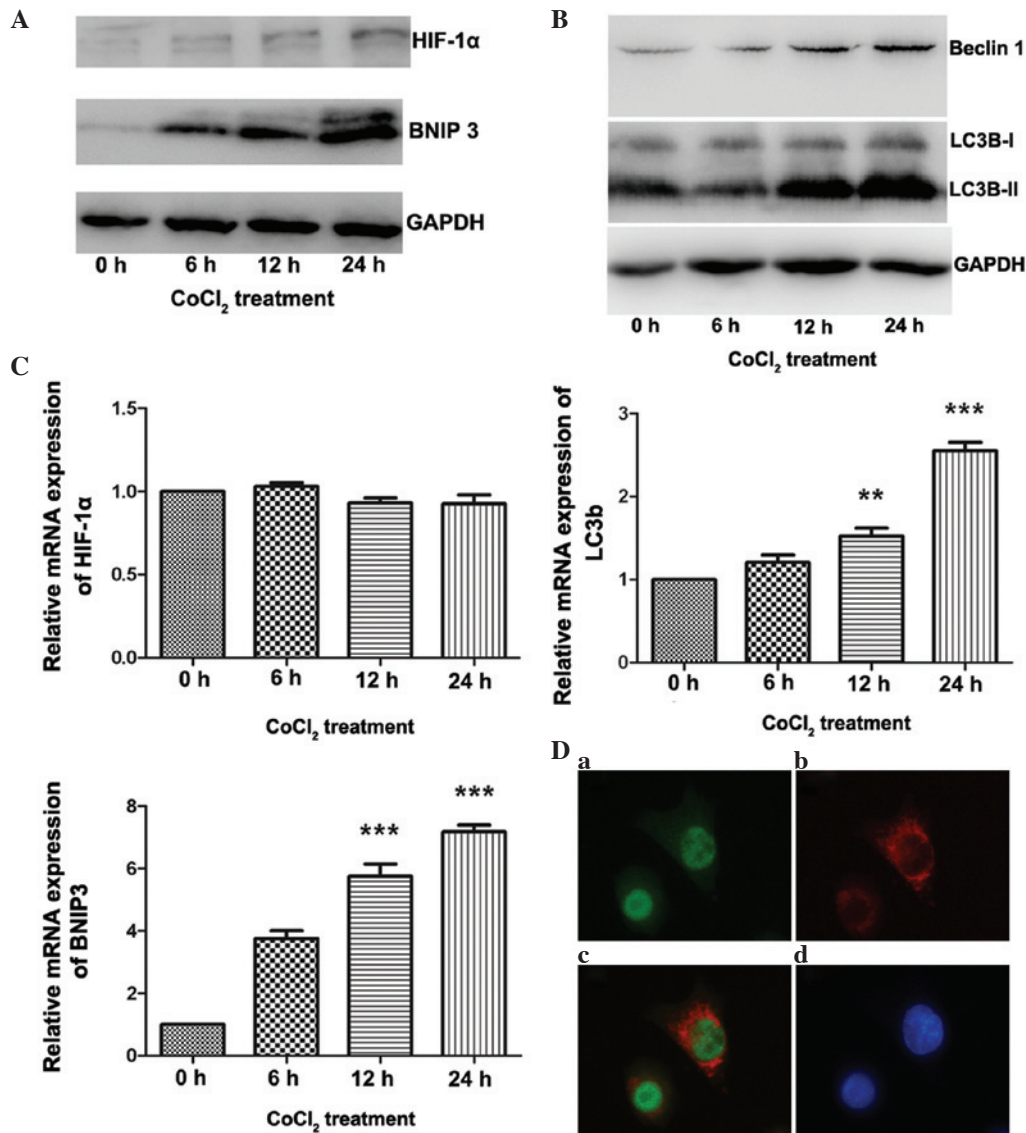 A
HIF-1α
BNIP 3
GAPDH
0 h 6 h 12 h 24 h
CoCl2 treatment
B
Beclin 1
LC3B-I
LC3B-II
GAPDH
0 h 6 h 12 h 24 h
CoCl2 treatment
C
Relative mRNA expression
of HIF-1α
1.5
1.0
0.5
0.0
0 h 6 h 12 h 24 h
CoCl2 treatment
Relative mRNA expression of
LC3b
3
2
1
0
**
***
0 h 6 h 12 h 24 h
CoCl2 treatment
Relative mRNA expression
of BNIP3
8
6
4
2
0
***
***
0 h 6 h 12 h 24 h
CoCl2 treatment
D
a
b
c
d